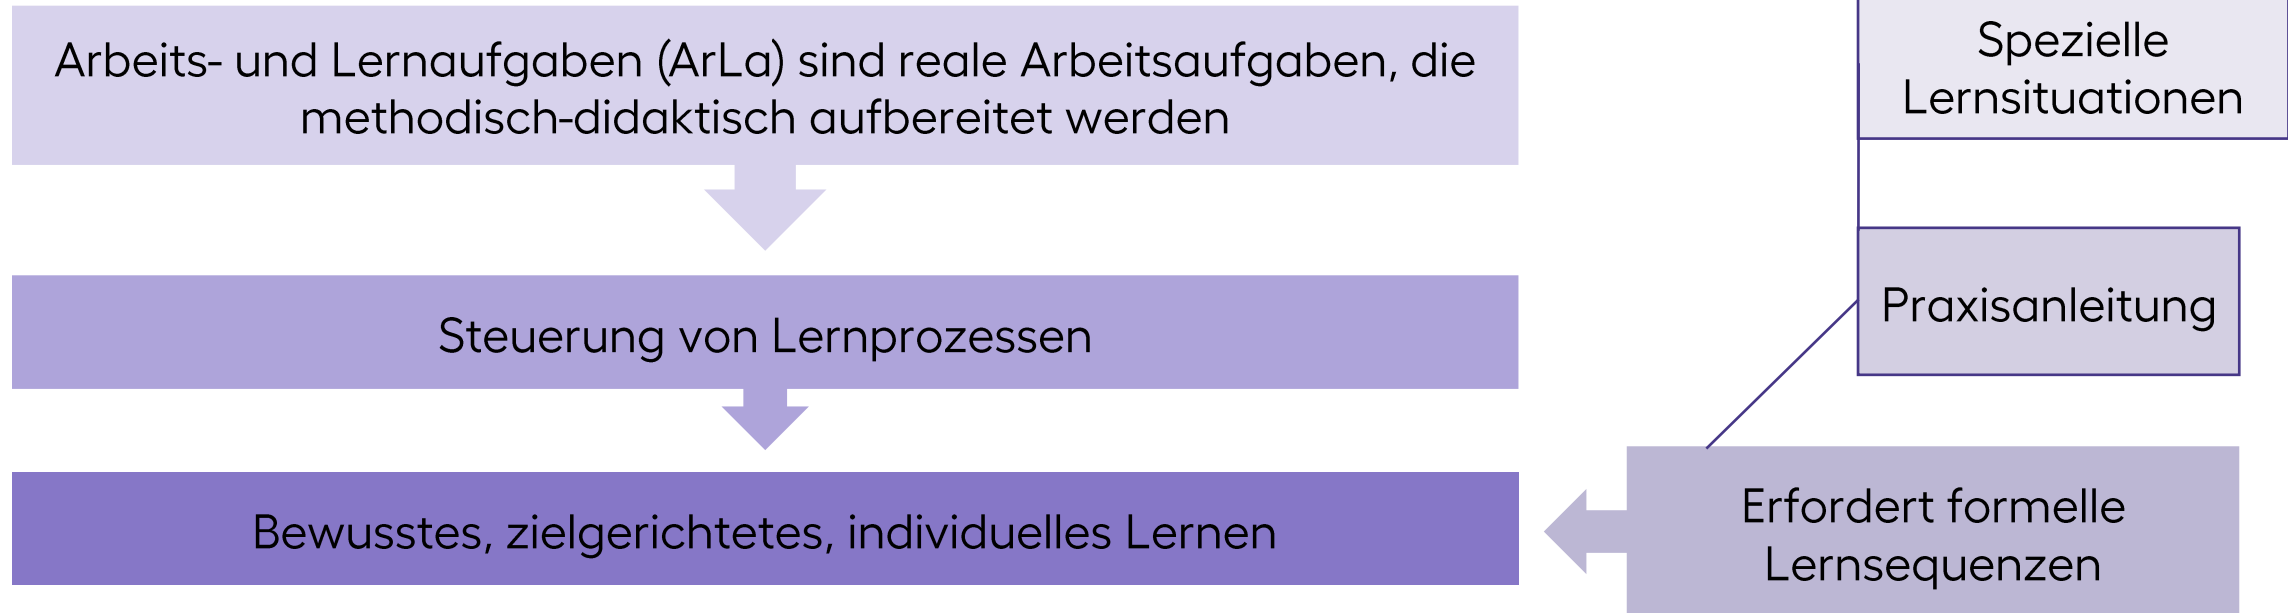 Arbeits- und Lernaufgaben (ArLa) sind reale Arbeitsaufgaben, die
methodisch-didaktisch aufbereitet werden
Steuerung von Lernprozessen
Bewusstes, zielgerichtetes, individuelles Lernen
Spezielle
Lernsituationen
Praxisanleitung
Erfordert formelle
Lernsequenzen